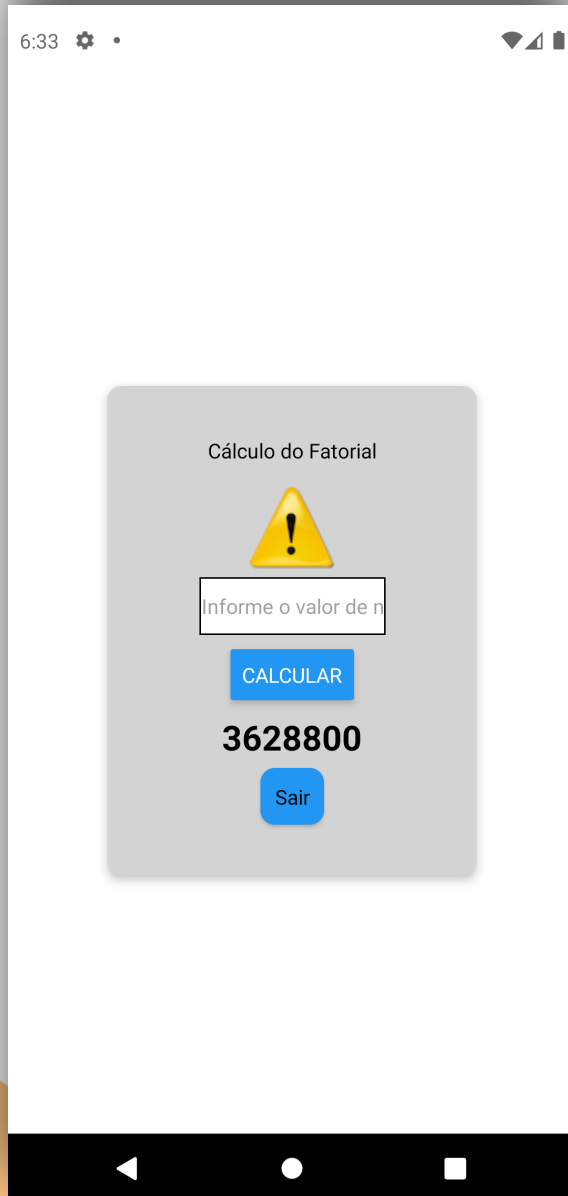 6:33
Cálculo do Fatorial
Informe o valor de n
CALCULAR
3628800
Sair